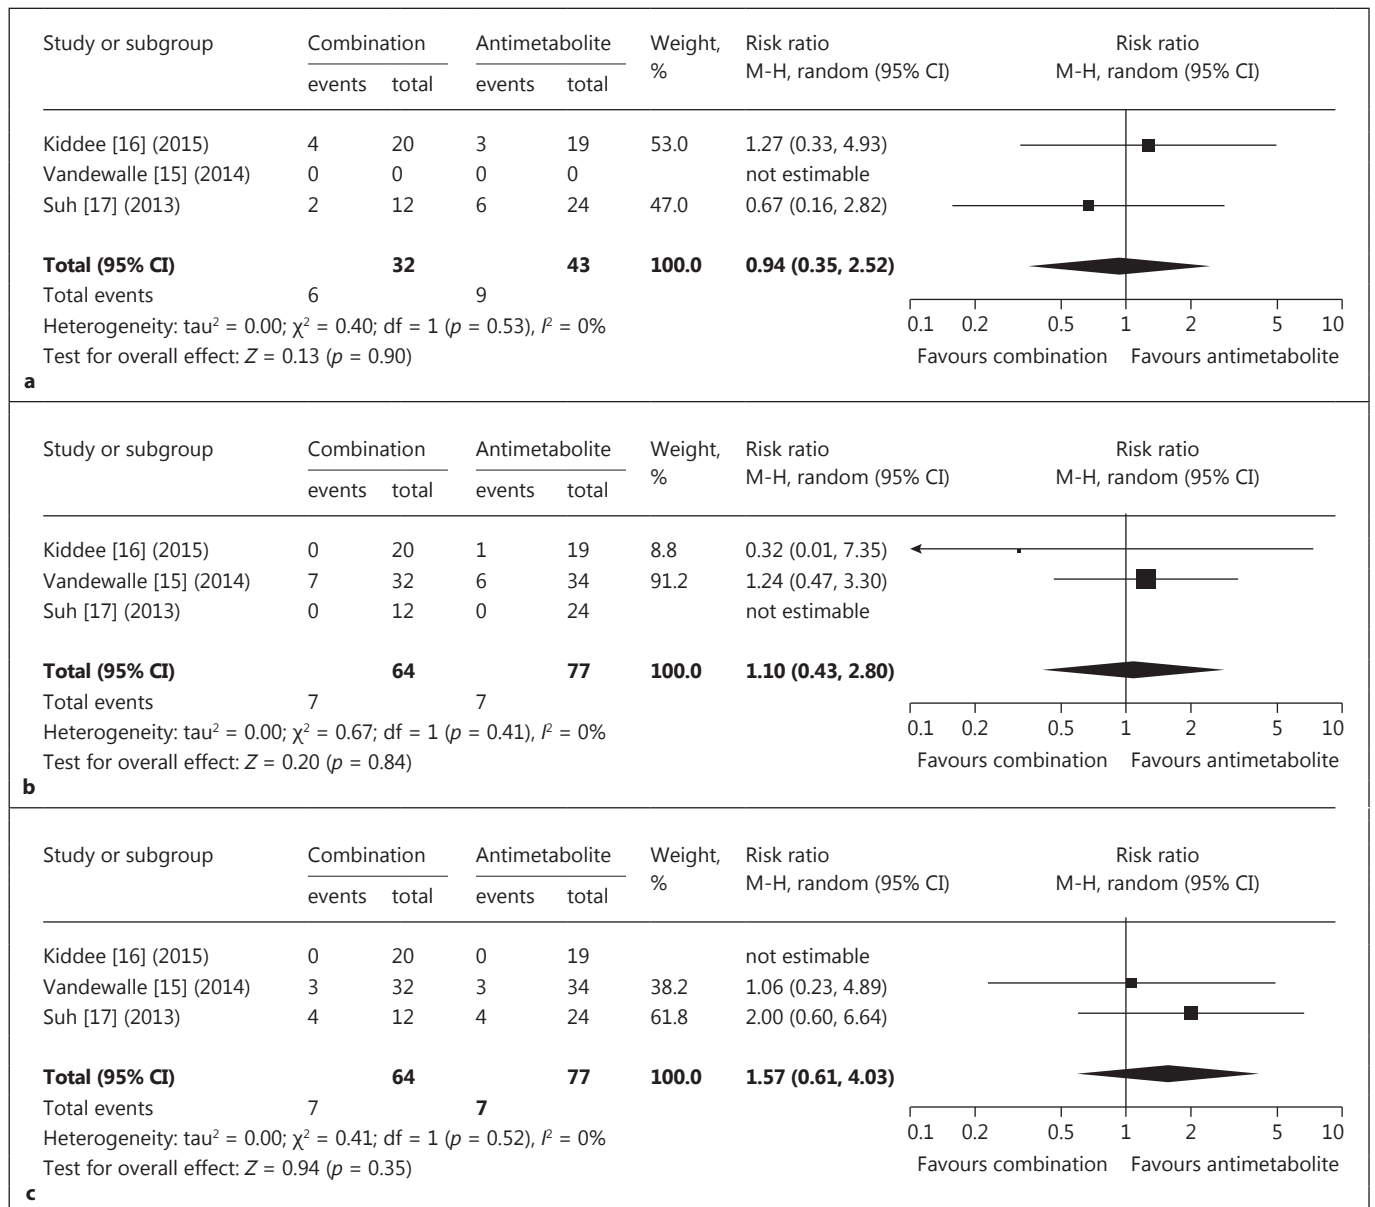 Study or subgroup Combination Antimetabolite Weight, % Risk ratio M-H, random (95% CI) Risk ratio M-H, random (95% CI)
events total events total
Kiddee [16] (2015) 4 20 3 19 53.0 1.27 (0.33, 4.93)
Vandewalle [15] (2014) 0 0 0 0 not estimable
Suh [17] (2013) 2 12 6 24 47.0 0.67 (0.16, 2.82)
Total (95% CI) 32 43 100.0 0.94 (0.35, 2.52)
Total events 6 9
Heterogeneity: tau² = 0.00; χ² = 0.40; df = 1 (p = 0.53), I² = 0%
Test for overall effect: Z = 0.13 (p = 0.90)
0.1 0.2 0.5 1 2 5 10
Favours combination Favours antimetabolite
a
Study or subgroup Combination Antimetabolite Weight, % Risk ratio M-H, random (95% CI) Risk ratio M-H, random (95% CI)
events total events total
Kiddee [16] (2015) 0 20 1 19 8.8 0.32 (0.01, 7.35)
Vandewalle [15] (2014) 7 32 6 34 91.2 1.24 (0.47, 3.30)
Suh [17] (2013) 0 12 0 24 not estimable
Total (95% CI) 64 77 100.0 1.10 (0.43, 2.80)
Total events 7 7
Heterogeneity: tau² = 0.00; χ² = 0.67; df = 1 (p = 0.41), I² = 0%
Test for overall effect: Z = 0.20 (p = 0.84)
0.1 0.2 0.5 1 2 5 10
Favours combination Favours antimetabolite
b
Study or subgroup Combination Antimetabolite Weight, % Risk ratio M-H, random (95% CI) Risk ratio M-H, random (95% CI)
events total events total
Kiddee [16] (2015) 0 20 0 19 not estimable
Vandewalle [15] (2014) 3 32 3 34 38.2 1.06 (0.23, 4.89)
Suh [17] (2013) 4 12 4 24 61.8 2.00 (0.60, 6.64)
Total (95% CI) 64 77 100.0 1.57 (0.61, 4.03)
Total events 7 7
Heterogeneity: tau² = 0.00; χ² = 0.41; df = 1 (p = 0.52), I² = 0%
Test for overall effect: Z = 0.94 (p = 0.35)
0.1 0.2 0.5 1 2 5 10
Favours combination Favours antimetabolite
c